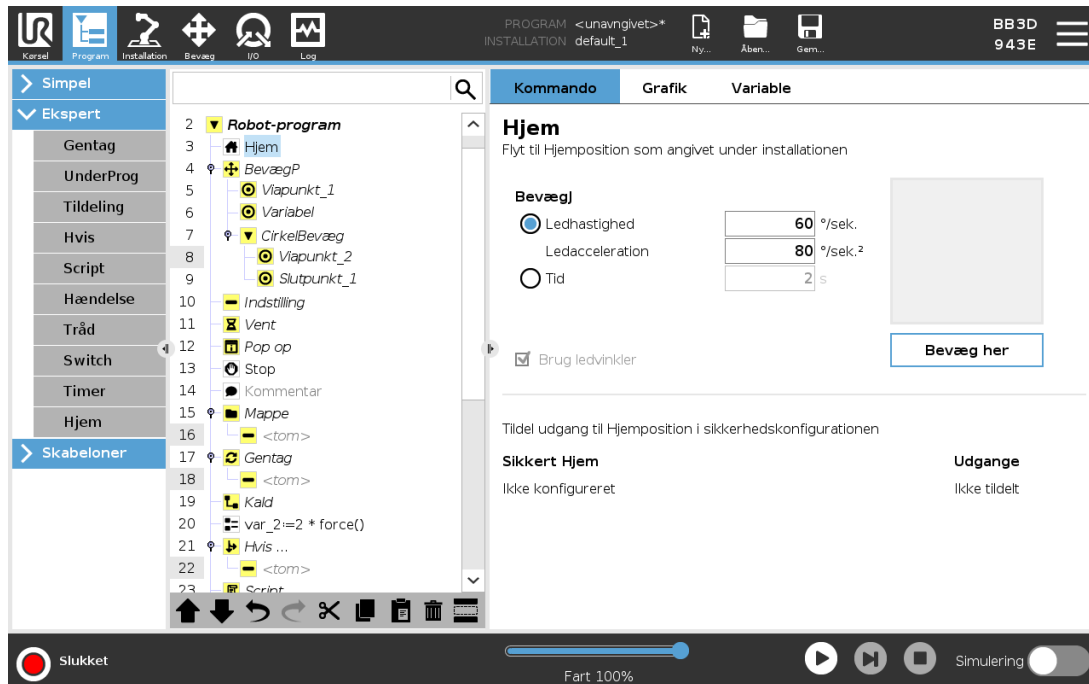 PROGRAM <unavngivet>*
INSTALLATION default_1
BB3D
943E
Kørsel Program Installation Bevæg I/O Log Ny... Åben... Gem...
Simpel
Ekspert
Gentag
UnderProg
Tildeling
Hvis
Script
Hændelse
Tråd
Switch
Timer
Hjem
Skabeloner
2 Robot-program
3 Hjem
4 BevægP
5 Viapunkt_1
6 Variabel
7 CirkelBevæg
8 Viapunkt_2
9 Slutpunkt_1
10 Indstilling
11 Vent
12 Pop op
13 Stop
14 Kommentar
15 Mappe
16 <tom>
17 Gentag
18 <tom>
19 Kald
20 var_2:=2 * force()
21 Hvis ...
22 <tom>
23 Script
Kommando Grafik Variable
Hjem
Flyt til Hjemposition som angivet under installationen
BevægJ
Ledhastighed 60 °/sek.
Ledacceleration 80 °/sek.²
Tid 2 s
Brug ledvinkler
Bevæg her
Tildel udgang til Hjemposition i sikkerhedskonfigurationen
Sikkert Hjem Udgange
Ikke konfigureret Ikke tildelt
Slukket
Fart 100%
Simulering